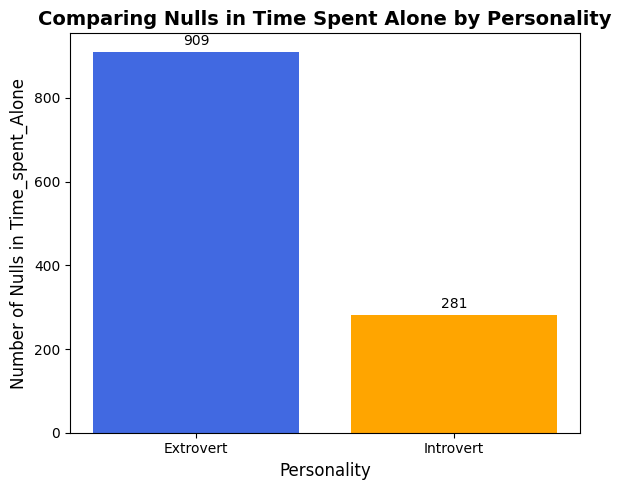 Comparing Nulls in Time Spent Alone by Personality
909
281
Number of Nulls in Time_spent_Alone
800
600
400
200
0
Extrovert
Introvert
Personality